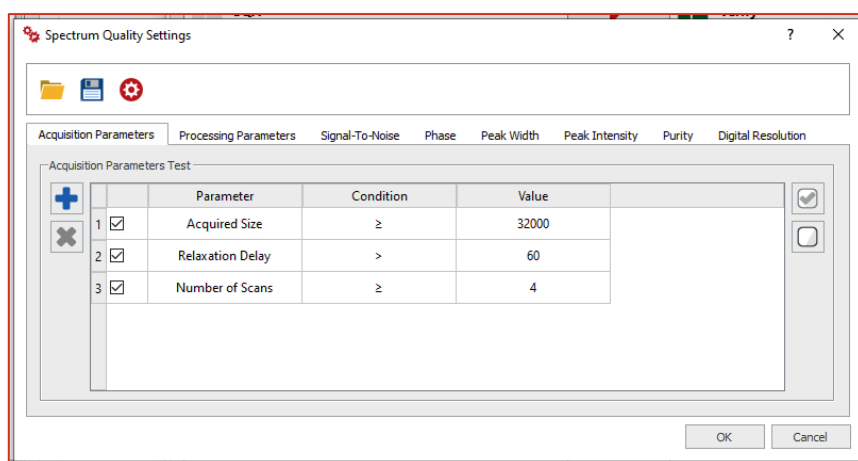 Spectrum Quality Settings ?
Acquisition Parameters Processing Parameters Signal-To-Noise Phase Peak Width Peak Intensity Purity Digital Resolution
Acquisition Parameters Test
Parameter Condition Value
1 Acquired Size ≥ 32000
2 Relaxation Delay > 60
3 Number of Scans ≥ 4
OK Cancel